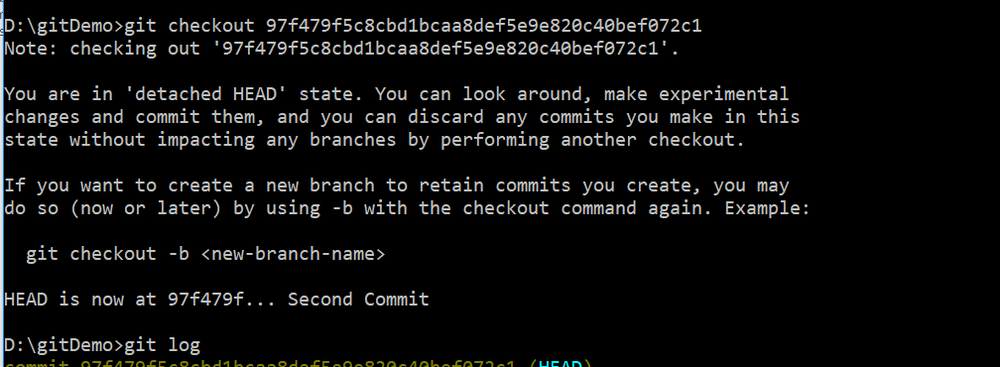 D:\gitDemo>git checkout 97f479f5c8cbd1bcaa8def5e9e820c40bef072c1
Note: checking out '97f479f5c8cbd1bcaa8def5e9e820c40bef072c1'.
You are in 'detached HEAD' state. You can look around, make experimental
changes and commit them, and you can discard any commits you make in this
state without impacting any branches by performing another checkout.
If you want to create a new branch to retain commits you create, you may
do so (now or later) by using -b with the checkout command again. Example:
git checkout -b <new-branch-name>
HEAD is now at 97f479f... Second Commit
D:\gitDemo>git log
commit 97f479f5c8cbd1bcaa8def5e9e820c40bef072c1 (HEAD)